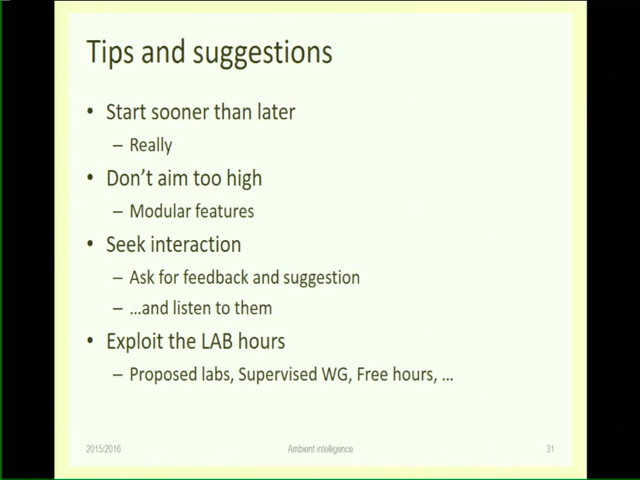 Tips and suggestions
• Start sooner than later
– Really
• Don't aim too high
– Modular features
• Seek interaction
– Ask for feedback and suggestion
– …and listen to them
• Exploit the LAB hours
– Proposed labs, Supervised WG, Free hours, …
2015/2016 Ambient intelligence 31